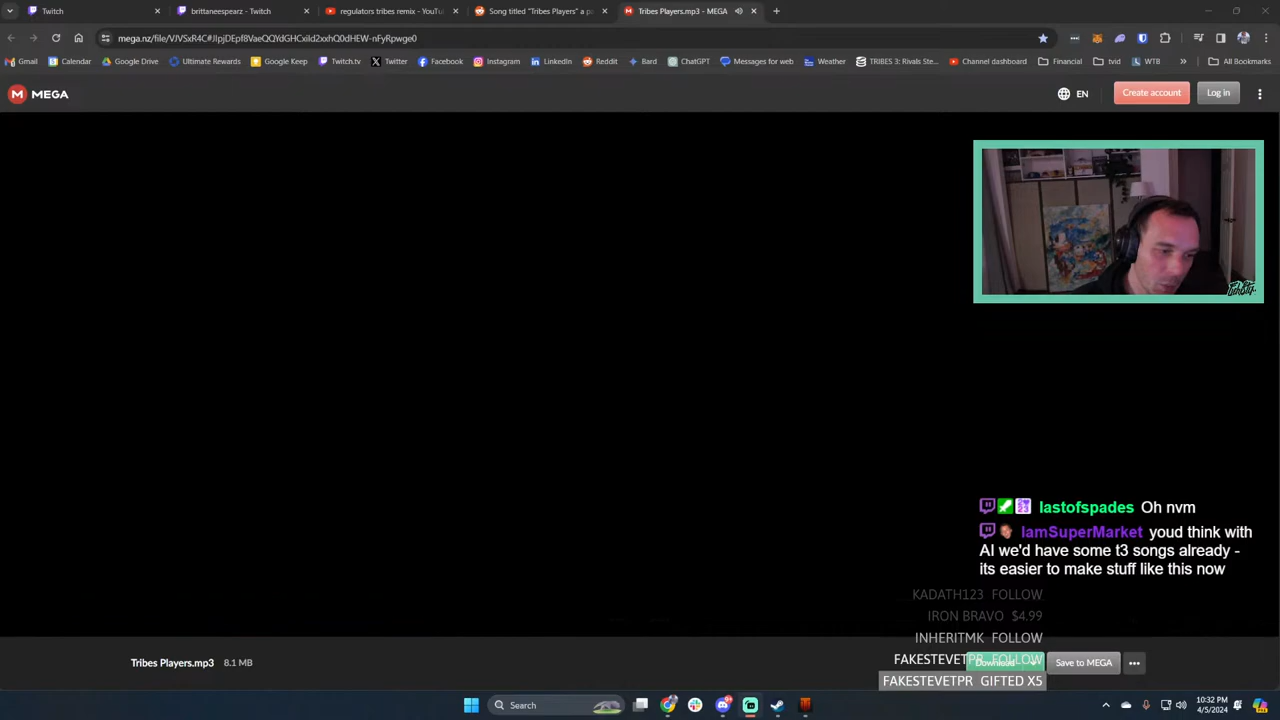 Twitch
brittaneespearz - Twitch
regulators tribes remix - YouTu
Song titled "Tribes Players" a p
Tribes Players.mp3 - MEGA
mega.nz/file/VJVSxR4C#JlpjDEpf8VaeQQYdGHCxiId2xxhQ0dHEW-nFyRpwge0
Gmail
Calendar
Google Drive
Ultimate Rewards
Google Keep
Twitch.tv
Twitter
Facebook
Instagram
LinkedIn
Reddit
Bard
ChatGPT
Messages for web
Weather
TRIBES 3: Rivals Ste...
Channel dashboard
Financial
tvid
WTB
All Bookmarks
M MEGA
EN
Create account
Log in
lastofspades Oh nvm
IamSuperMarket youd think with
AI we'd have some t3 songs already -
its easier to make stuff like this now
KADATH123 FOLLOW
IRON BRAVO $4.99
INHERITMK FOLLOW
FAKESTEVETPR FOLLOW
FAKESTEVETPR GIFTED X5
Tribes Players.mp3 8.1 MB
Download
Save to MEGA
Search
10:32 PM
4/5/2024